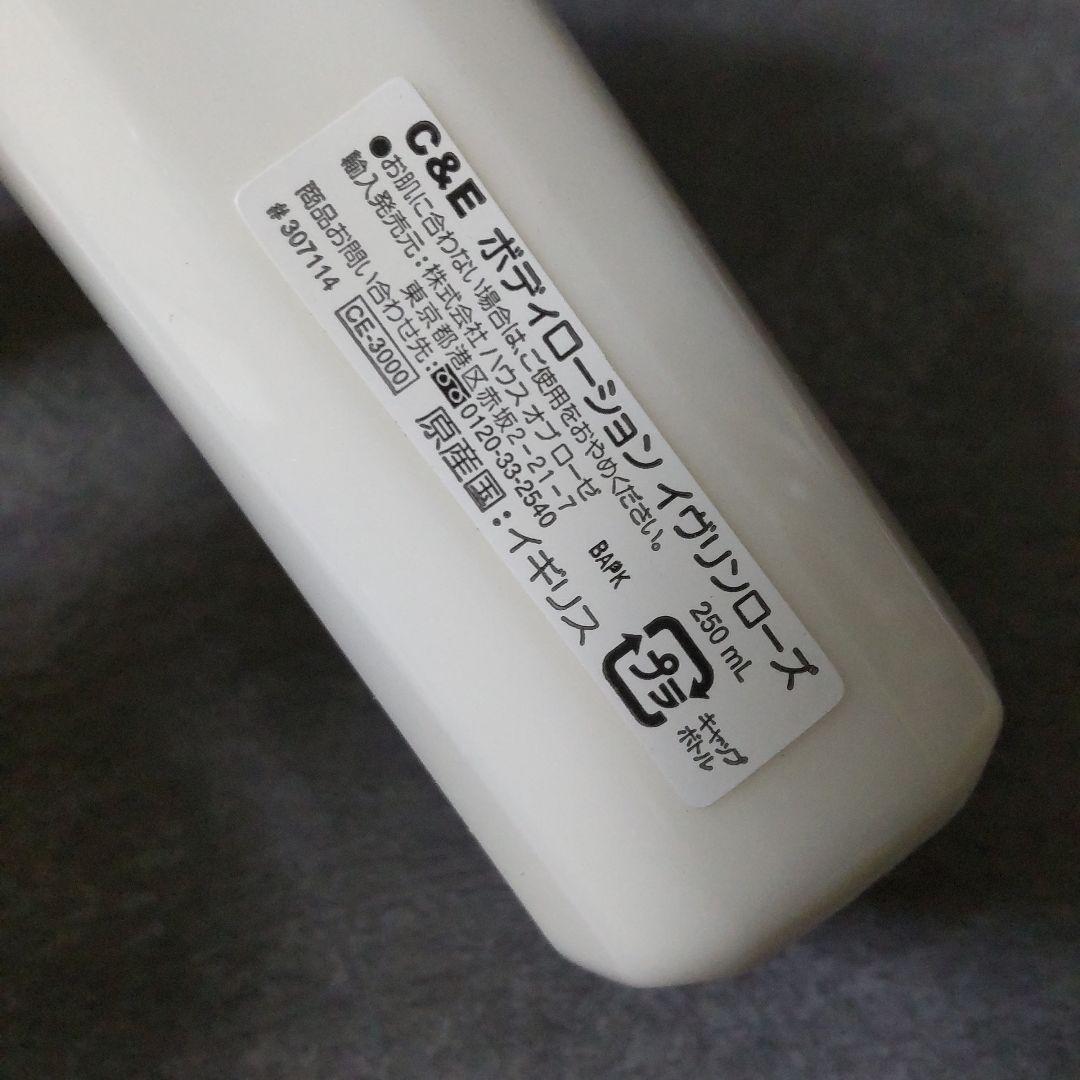 C&E ボディローション イヴリンローズ
●お肌に合わない場合は、ご使用をおやめください。
250 mL
輸入発売元：株式会社 ハウス オブ ローゼ
東京都港区赤坂2-21-7
商品お問い合わせ先：0120-33-2540
#307114 CE-3000 原産国：イギリス
プラ
キャップ
ボトル